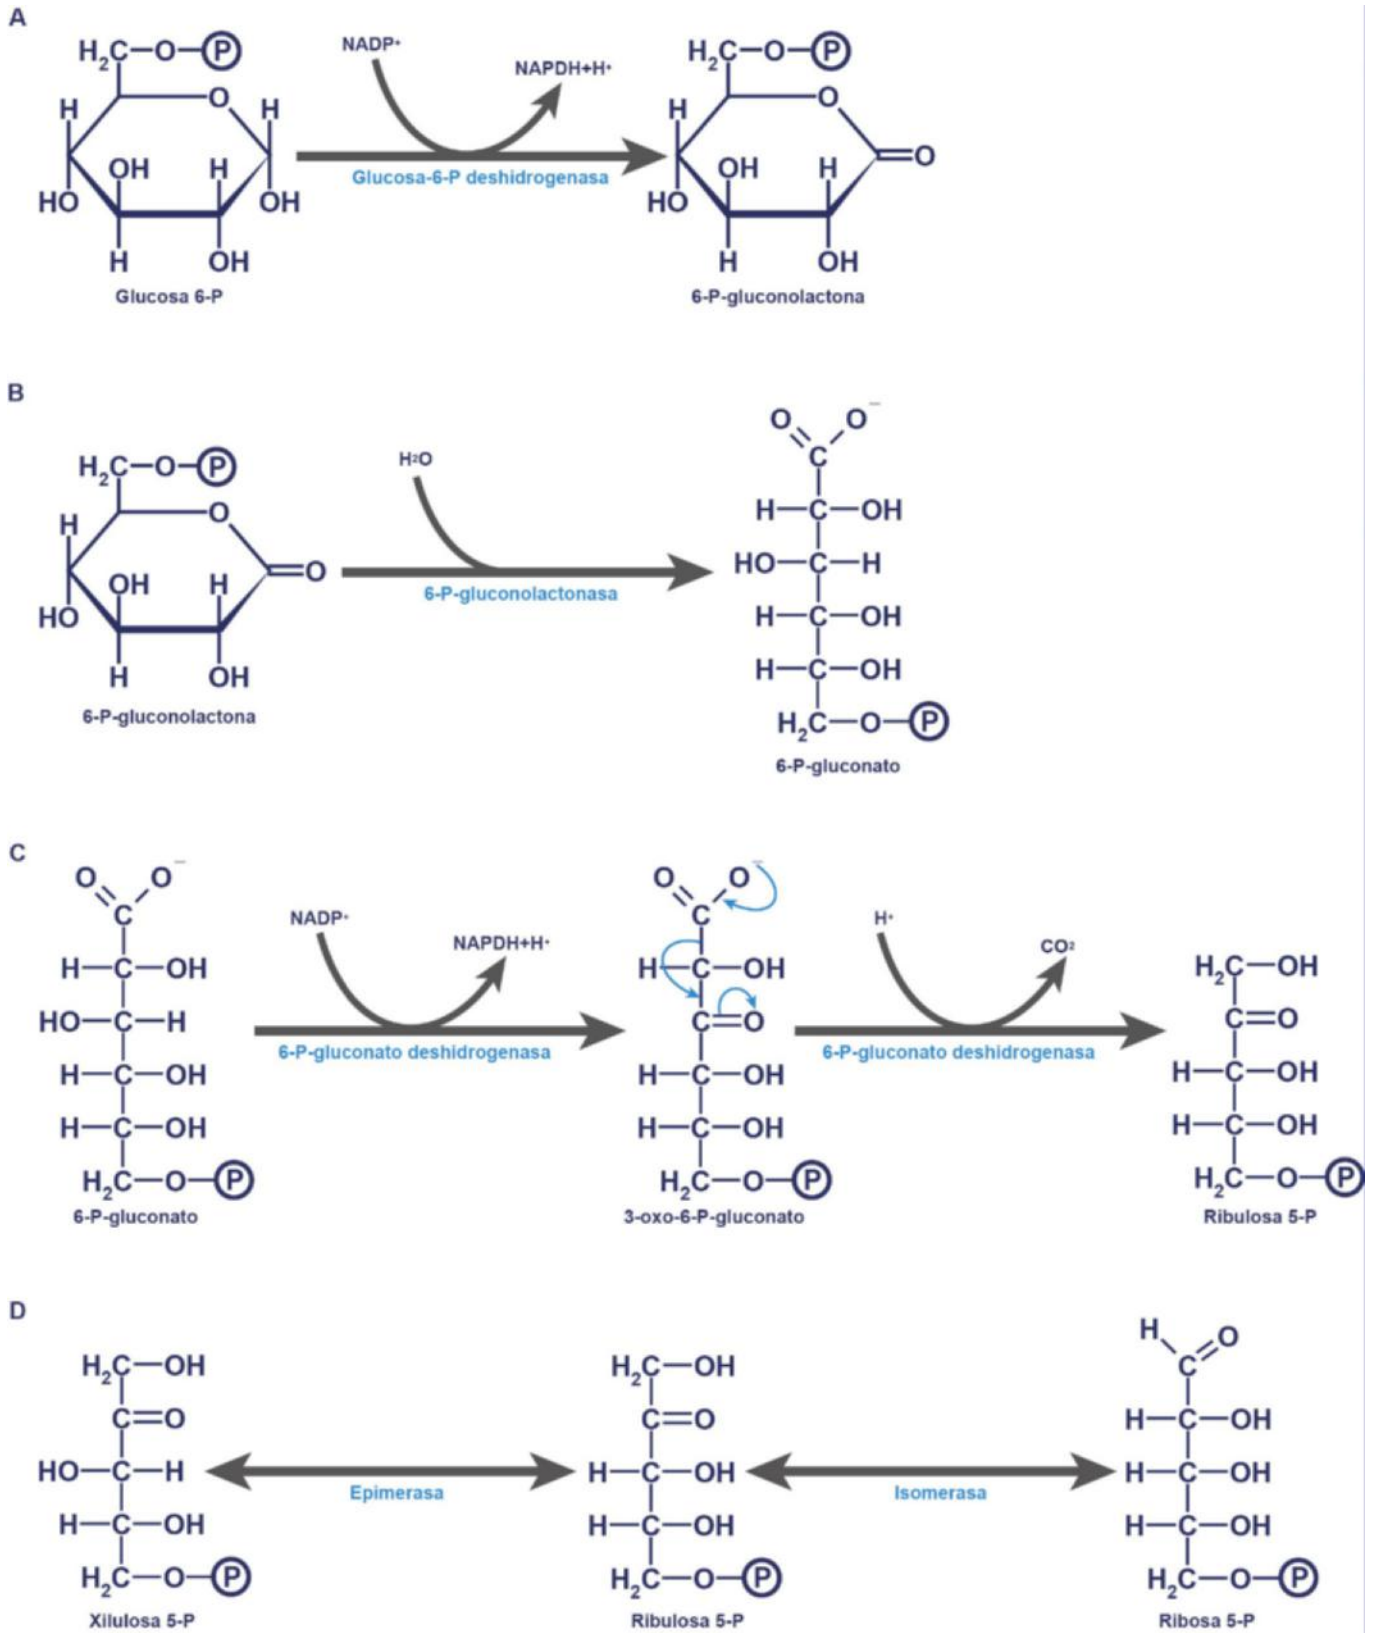 A
H₂C—O—P
NADP⁺
NAPDH+H⁺
H₂C—O—P
O
H
H
OH
H
HO
OH
H
OH
Glucosa-6-P deshidrogenasa
O
H
OH
H
O
HO
H
OH
Glucosa 6-P
6-P-gluconolactona
B
H₂C—O—P
O
H
OH
H
O
HO
H
OH
6-P-gluconolactona
H²O
6-P-gluconolactonasa
O O⁻
C
H—C—OH
HO—C—H
H—C—OH
H—C—OH
H₂C—O—P
6-P-gluconato
C
O O⁻
C
H—C—OH
HO—C—H
H—C—OH
H—C—OH
H₂C—O—P
6-P-gluconato
NADP⁺
NAPDH+H⁺
6-P-gluconato deshidrogenasa
O O⁻
C
H—C—OH
C=O
H—C—OH
H—C—OH
H₂C—O—P
3-oxo-6-P-gluconato
H⁺
CO²
6-P-gluconato deshidrogenasa
H₂C—OH
C=O
H—C—OH
H—C—OH
H₂C—O—P
Ribulosa 5-P
D
H₂C—OH
C=O
HO—C—H
H—C—OH
H₂C—O—P
Xilulosa 5-P
Epimerasa
H₂C—OH
C=O
H—C—OH
H—C—OH
H₂C—O—P
Ribulosa 5-P
Isomerasa
H O
C
H—C—OH
H—C—OH
H—C—OH
H₂C—O—P
Ribosa 5-P